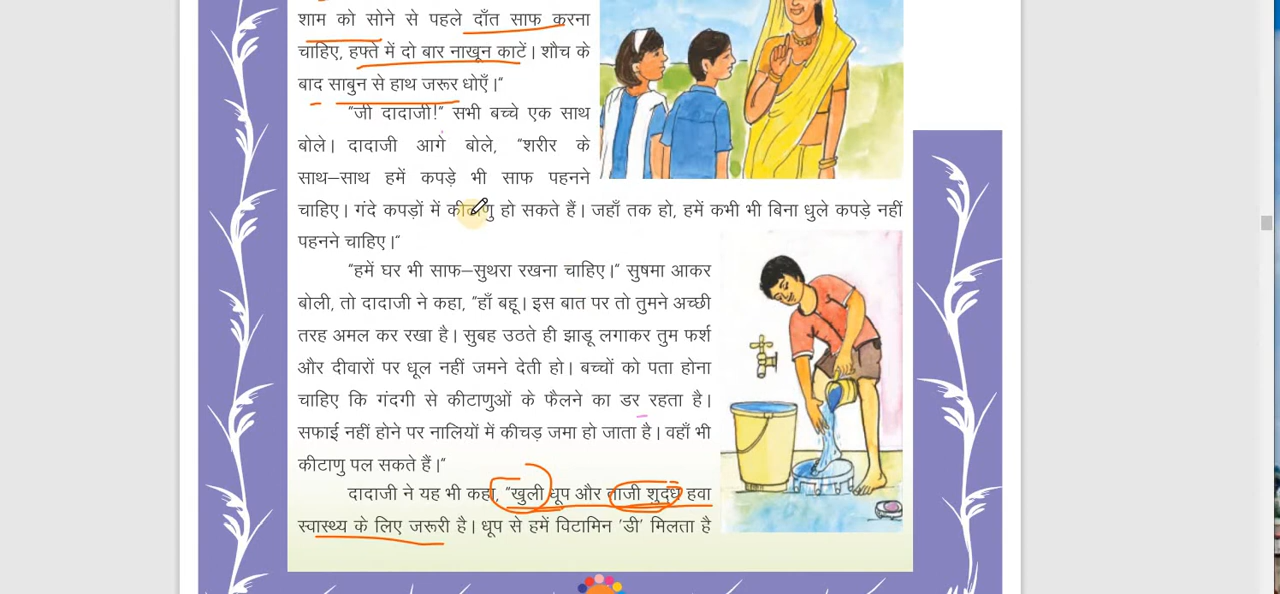 शाम को सोने से पहले दाँत साफ करना
चाहिए, हफ्ते में दो बार नाखून काटें। शौच के
बाद साबुन से हाथ जरूर धोएँ।"
"जी दादाजी!" सभी बच्चे एक साथ
बोले। दादाजी आगे बोले, "शरीर के
साथ–साथ हमें कपड़े भी साफ पहनने
चाहिए। गंदे कपड़ों में कीटाणु हो सकते हैं। जहाँ तक हो, हमें कभी भी बिना धुले कपड़े नहीं
पहनने चाहिए।"
"हमें घर भी साफ–सुथरा रखना चाहिए।" सुषमा आकर
बोली, तो दादाजी ने कहा, "हाँ बहू। इस बात पर तो तुमने अच्छी
तरह अमल कर रखा है। सुबह उठते ही झाडू लगाकर तुम फर्श
और दीवारों पर धूल नहीं जमने देती हो। बच्चों को पता होना
चाहिए कि गंदगी से कीटाणुओं के फैलने का डर रहता है।
सफाई नहीं होने पर नालियों में कीचड़ जमा हो जाता है। वहाँ भी
कीटाणु पल सकते हैं।"
दादाजी ने यह भी कहा, "खुली धूप और ताजी शुद्ध हवा
स्वास्थ्य के लिए जरूरी है। धूप से हमें विटामिन 'डी' मिलता है